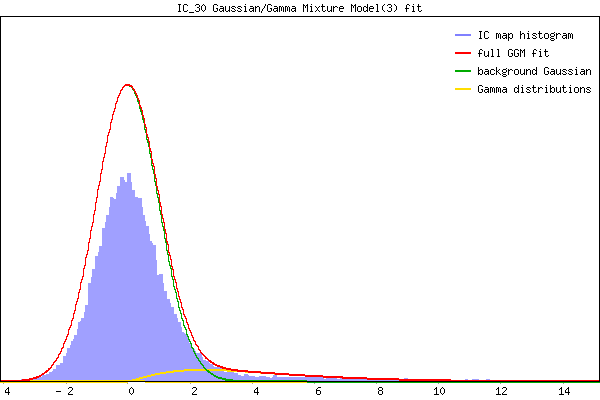 IC_30 Gaussian/Gamma Mixture Model(3) fit
IC map histogram
full GGM fit
background Gaussian
Gamma distributions
4 -2 0 2 4 6 8 10 12 14